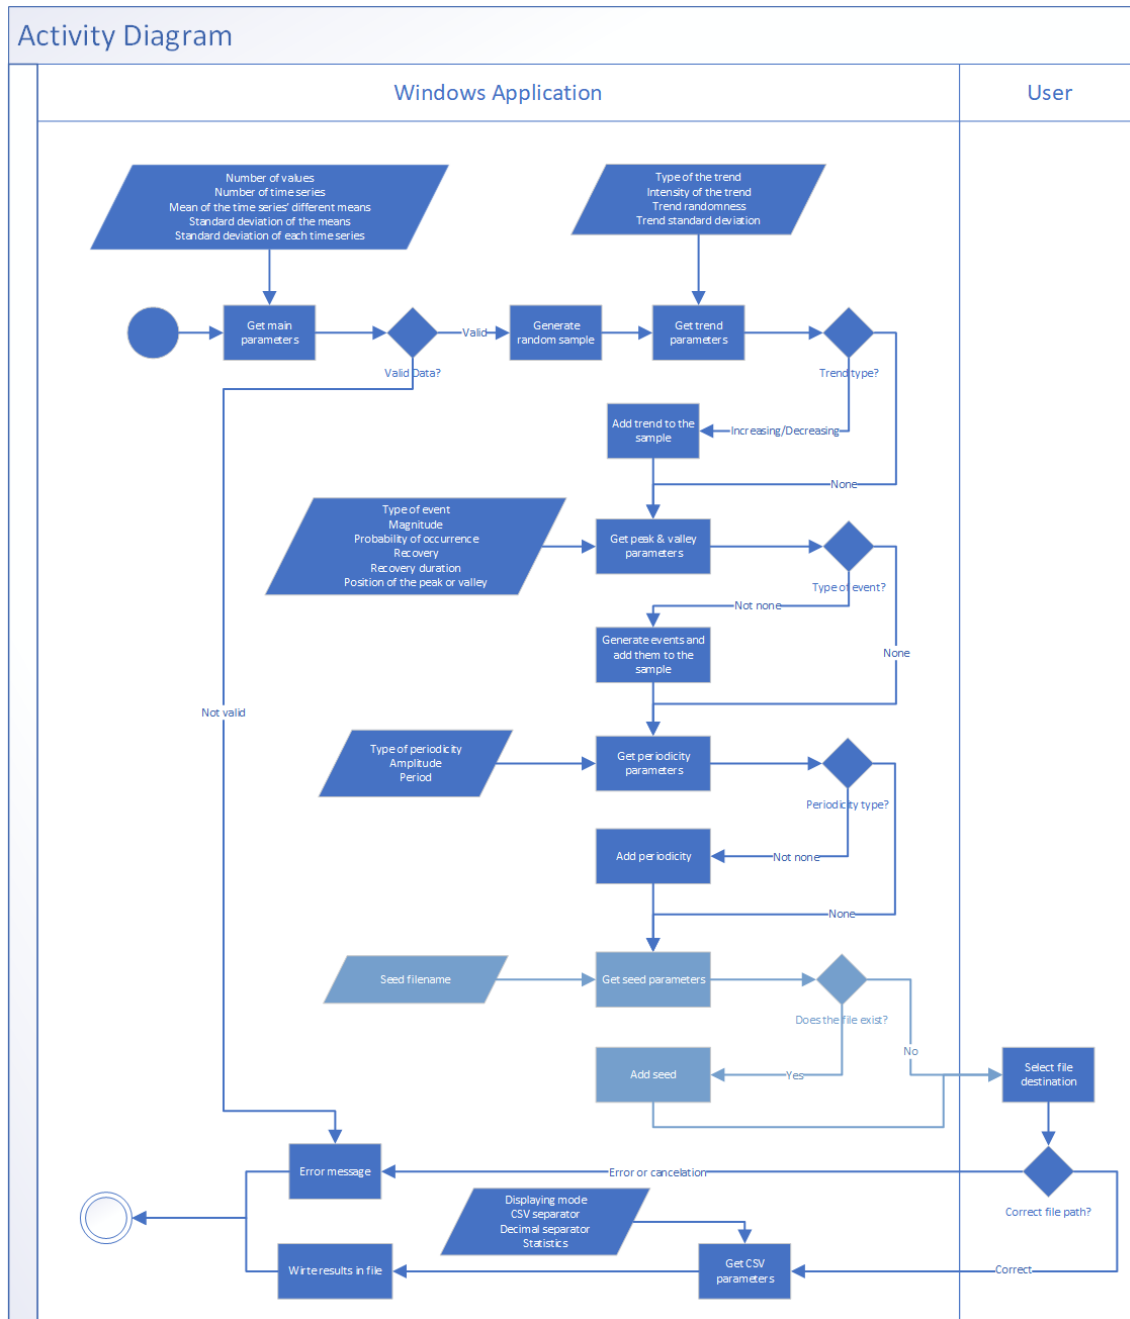 Activity Diagram
Windows Application
User
Number of values
Number of time series
Mean of the time series' different means
Standard deviation of the means
Standard deviation of each time series
Type of the trend
Intensity of the trend
Trend randomness
Trend standard deviation
Get main
parameters
Valid
Generate
random sample
Get trend
parameters
Valid Data?
Trend type?
Add trend to the
sample
Increasing/Decreasing
None
Type of event
Magnitude
Probability of occurrence
Recovery
Recovery duration
Position of the peak or valley
Get peak & valley
parameters
Type of event?
Not none
Generate events and
add them to the
sample
None
Not valid
Type of periodicity
Amplitude
Period
Get periodicity
parameters
Periodicity type?
Add periodicity
Not none
None
Seed filename
Get seed parameters
Does the file exist?
No
Add seed
Yes
Select file
destination
Error message
Error or cancelation
Correct file path?
Displaying mode
CSV separator
Decimal separator
Statistics
Wirte results in file
Get CSV
parameters
Correct